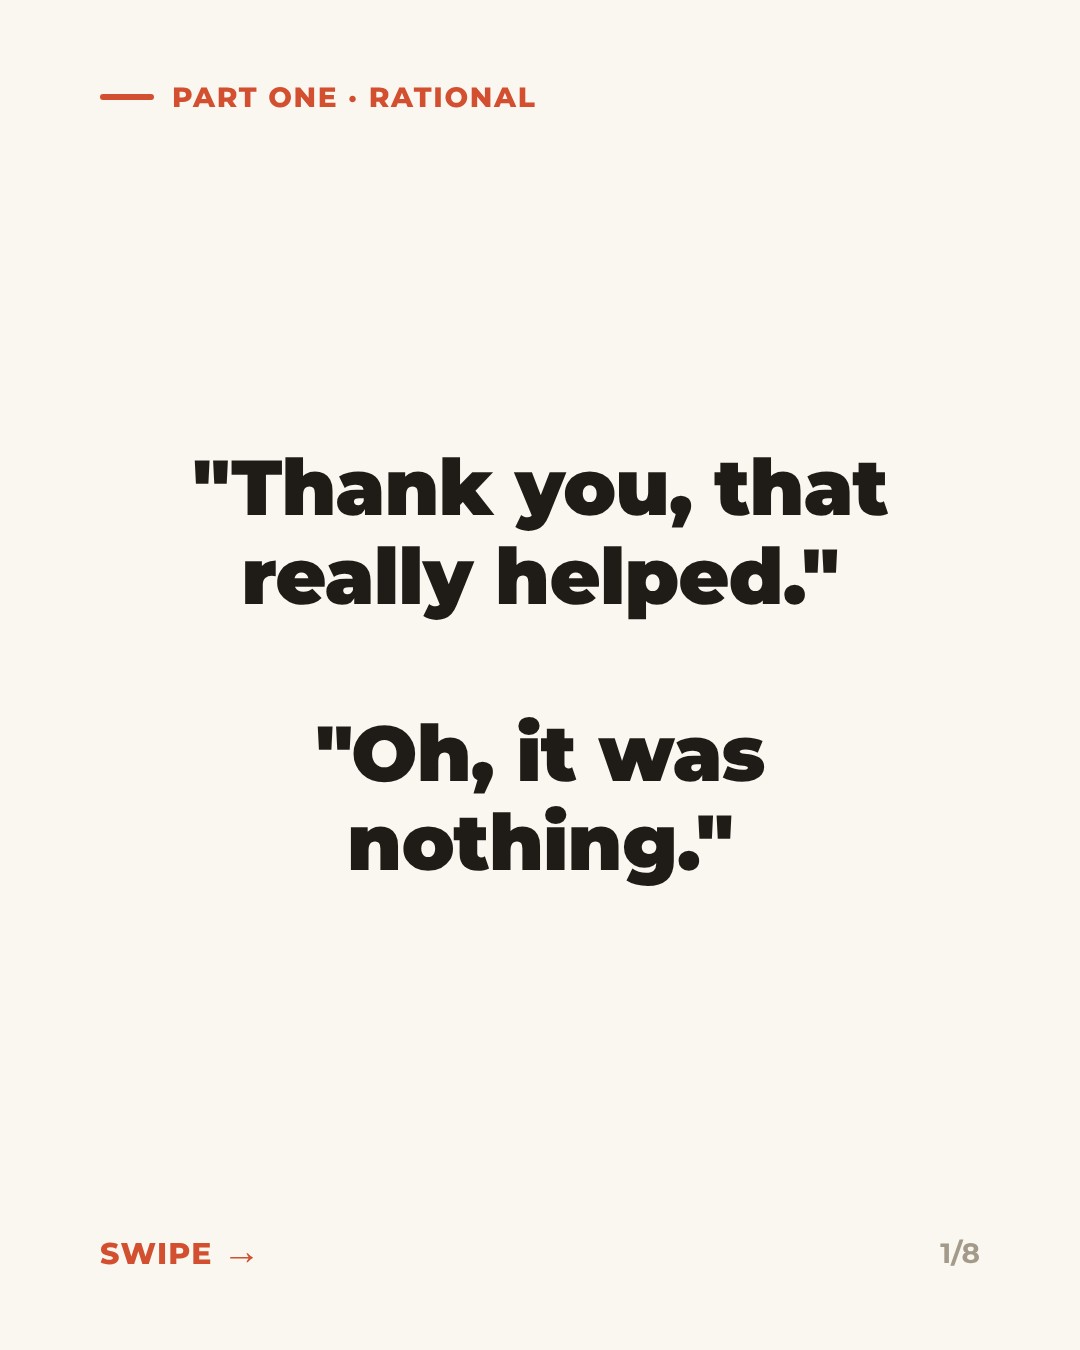 PART ONE · RATIONAL
"Thank you, that
really helped."
"Oh, it was
nothing."
SWIPE →
1/8